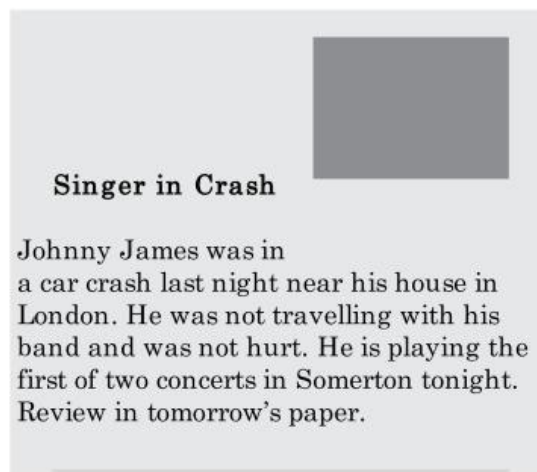 Singer in Crash
Johnny James was in
a car crash last night near his house in
London. He was not travelling with his
band and was not hurt. He is playing the
first of two concerts in Somerton tonight.
Review in tomorrow's paper.